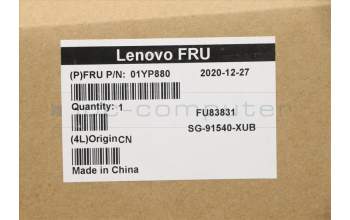 Lenovo FRU
(P)FRU P/N: 01YP880 2020-12-27
Quantity: 1
FU83831
SG-91540-XUB
(4L)OriginCN
Made in China